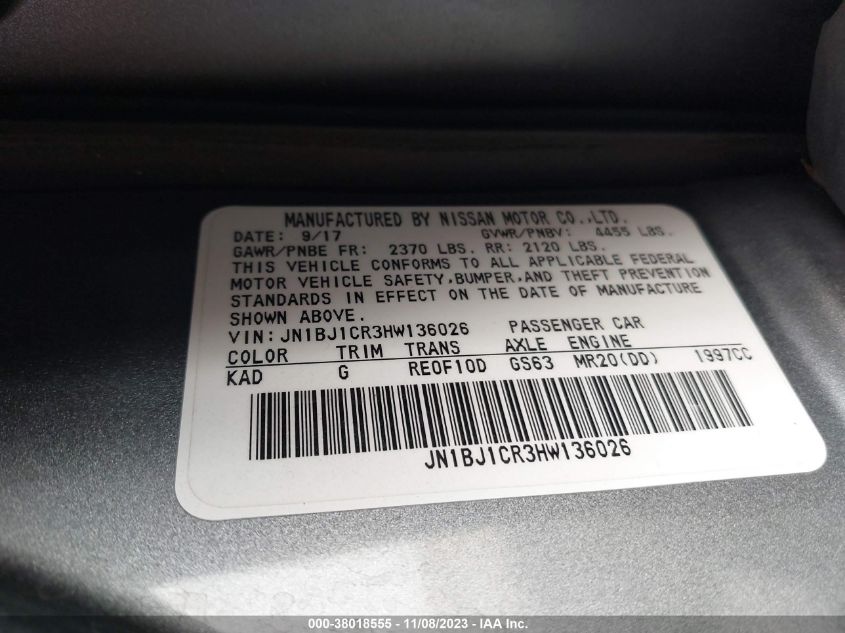 MANUFACTURED BY NISSAN MOTOR CO.,LTD.
DATE: 9/17 GVWR/PNBV: 4455 LBS.
GAWR/PNBE FR: 2370 LBS. RR: 2120 LBS.
THIS VEHICLE CONFORMS TO ALL APPLICABLE FEDERAL
MOTOR VEHICLE SAFETY,BUMPER,AND THEFT PREVENTION
STANDARDS IN EFFECT ON THE DATE OF MANUFACTURE
SHOWN ABOVE.
VIN: JN1BJ1CR3HW136026 PASSENGER CAR
COLOR TRIM TRANS AXLE ENGINE
KAD G RE0F10D GS63 MR20(DD) 1997CC
JN1BJ1CR3HW136026
000-38018555 - 11/08/2023 - IAA Inc.